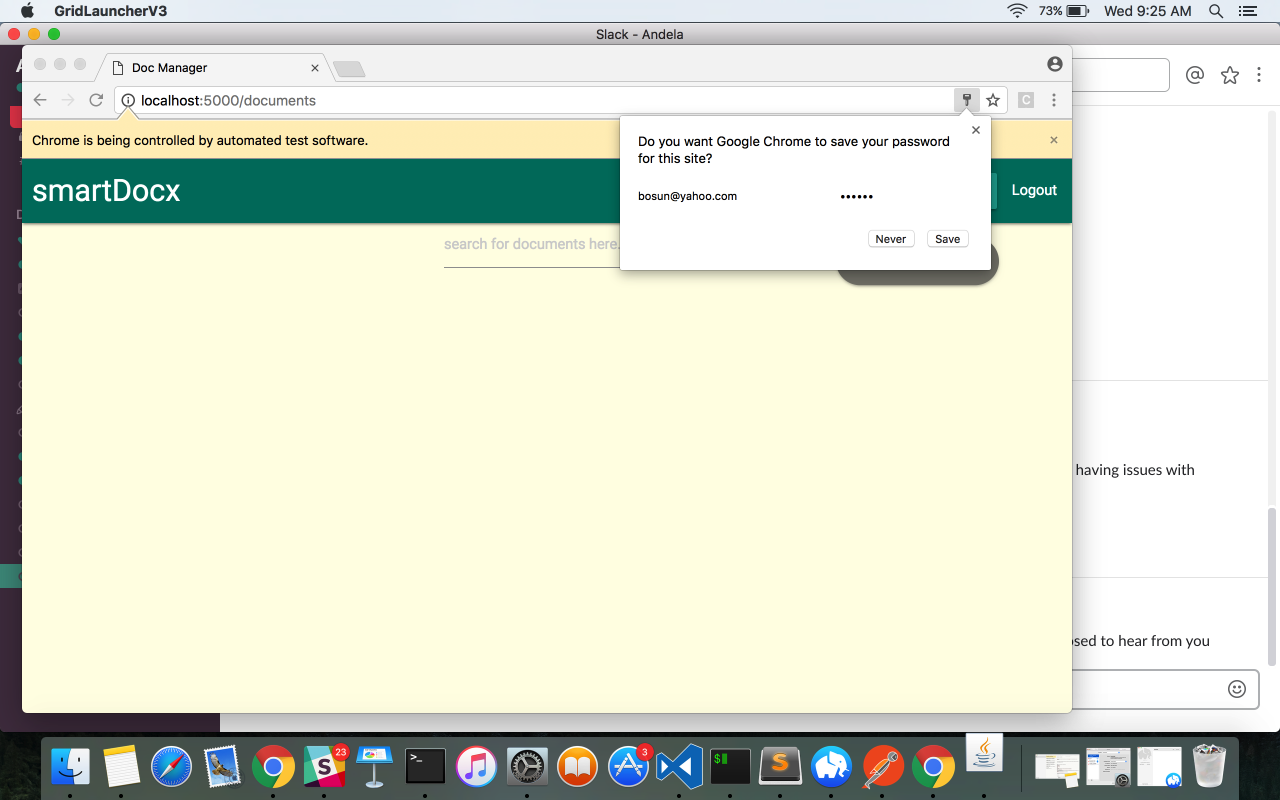 GridLauncherV3
73%
Wed 9:25 AM
Slack - Andela
Doc Manager
localhost:5000/documents
C
Chrome is being controlled by automated test software.
Do you want Google Chrome to save your password
for this site?
bosun@yahoo.com
••••••
Never
Save
smartDocx
Logout
search for documents here.
having issues with
sed to hear from you
23
3